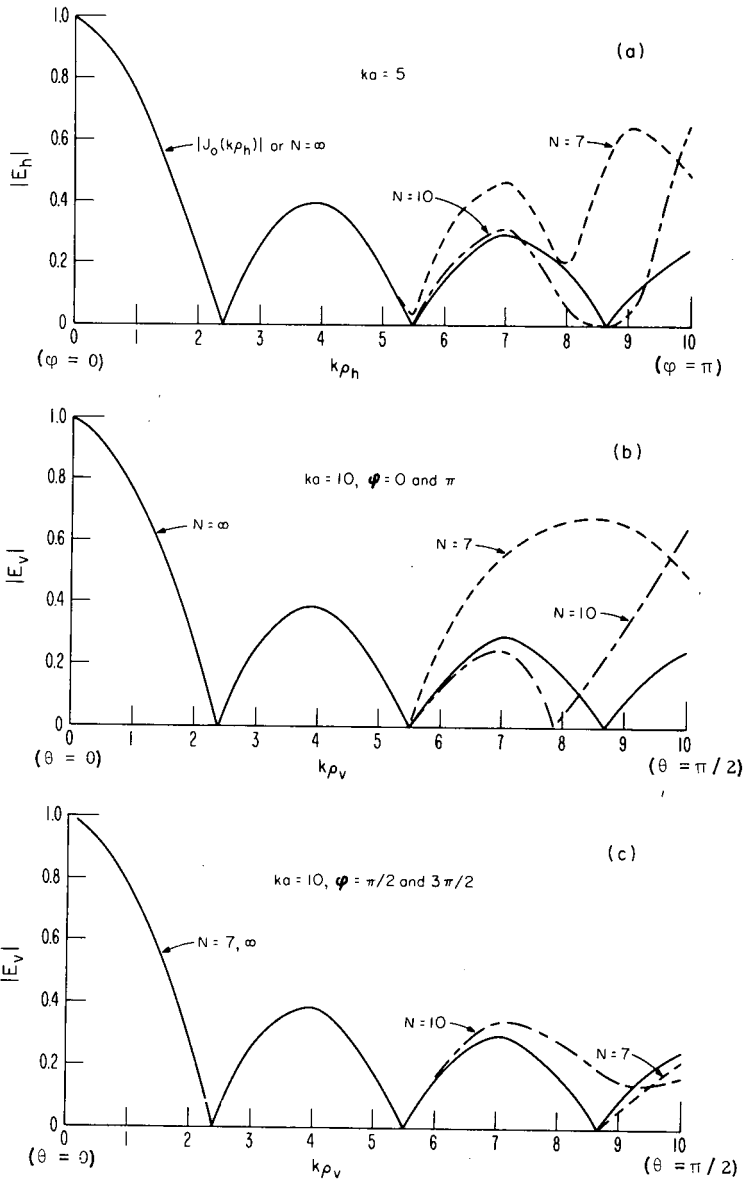 (a)
ka = 5
|J₀(kρₕ)| or N = ∞
N = 7
N = 10
|Eₕ|
1.0
0.8
0.6
0.4
0.2
0
0 1 2 3 4 5 6 7 8 9 10
(φ = 0)
kρₕ
(φ = π)
(b)
ka = 10, φ = 0 and π
N = ∞
N = 7
N = 10
|Eᵥ|
1.0
0.8
0.6
0.4
0.2
0
0 1 2 3 4 5 6 7 8 9 10
(θ = 0)
kρᵥ
(θ = π / 2)
(c)
ka = 10, φ = π/2 and 3π/2
N = 7, ∞
N = 10
N = 7
|Eᵥ|
1.0
0.8
0.6
0.4
0.2
0
0 1 2 3 4 5 6 7 8 9 10
(θ = 0)
kρᵥ
(θ = π / 2)